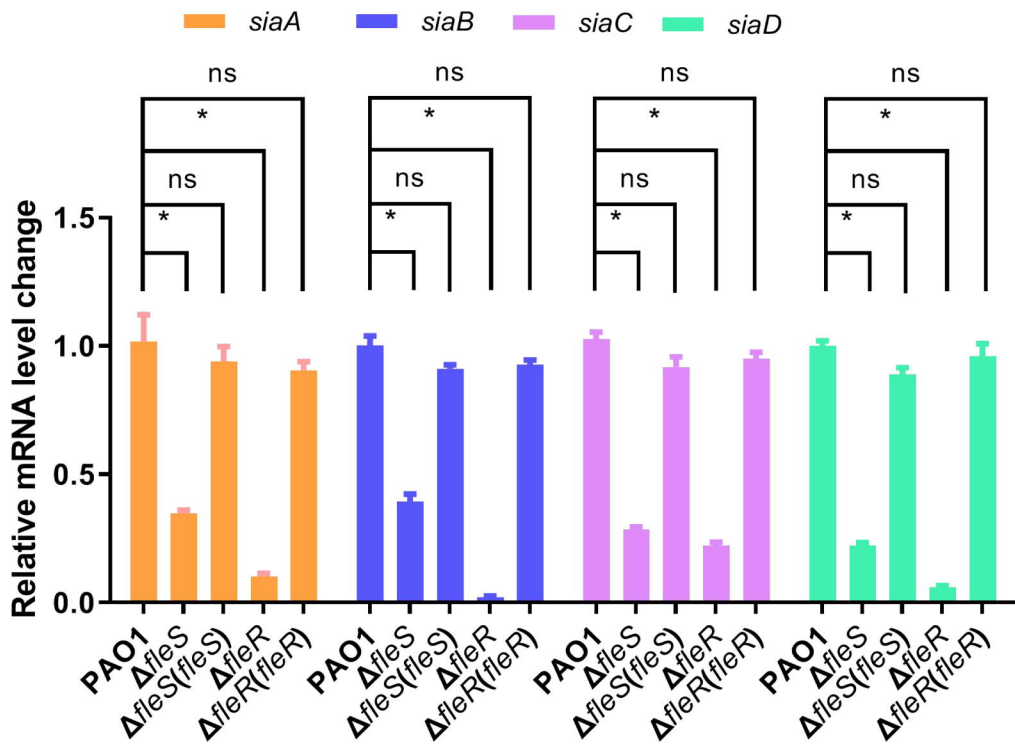 siaA siaB siaC siaD
ns ns ns ns
* * * *
ns ns ns ns
* * * *
Relative mRNA level change
1.5
1.0
0.5
0.0
PAO1
ΔfleS
ΔfleS(fleS)
ΔfleR
ΔfleR(fleR)
PAO1
ΔfleS
ΔfleS(fleS)
ΔfleR
ΔfleR(fleR)
PAO1
ΔfleS
ΔfleS(fleS)
ΔfleR
ΔfleR(fleR)
PAO1
ΔfleS
ΔfleS(fleS)
ΔfleR
ΔfleR(fleR)